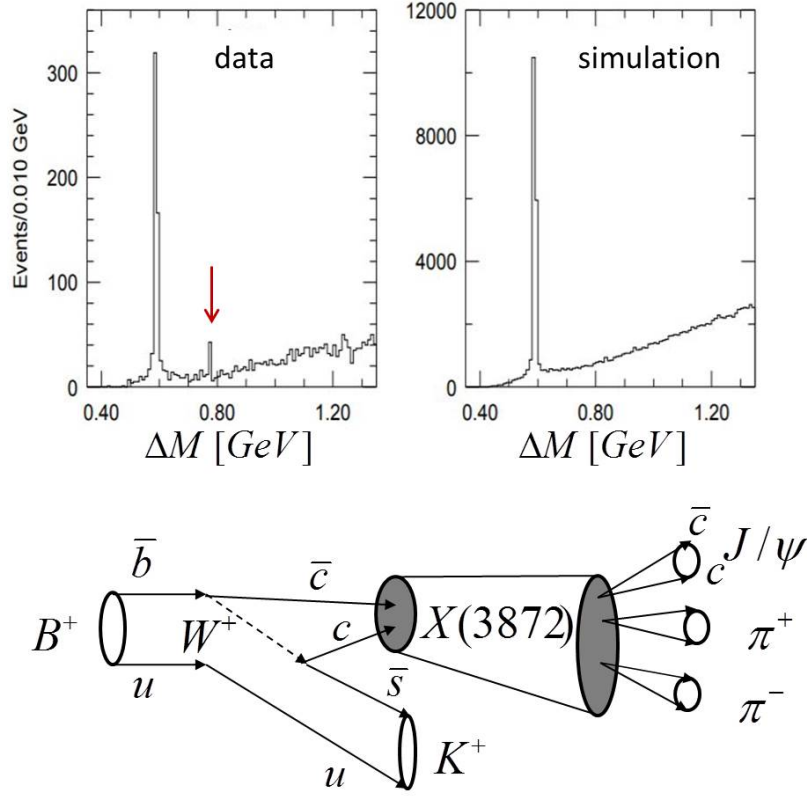 data
300
200
100
0
Events/0.010 GeV
0.40 0.80 1.20
ΔM [GeV]
simulation
12000
8000
4000
0
0.40 0.80 1.20
ΔM [GeV]
B⁺
b̅
u
W⁺
c̅
c
s̅
u
K⁺
X(3872)
c̅
c
J/ψ
π⁺
π⁻